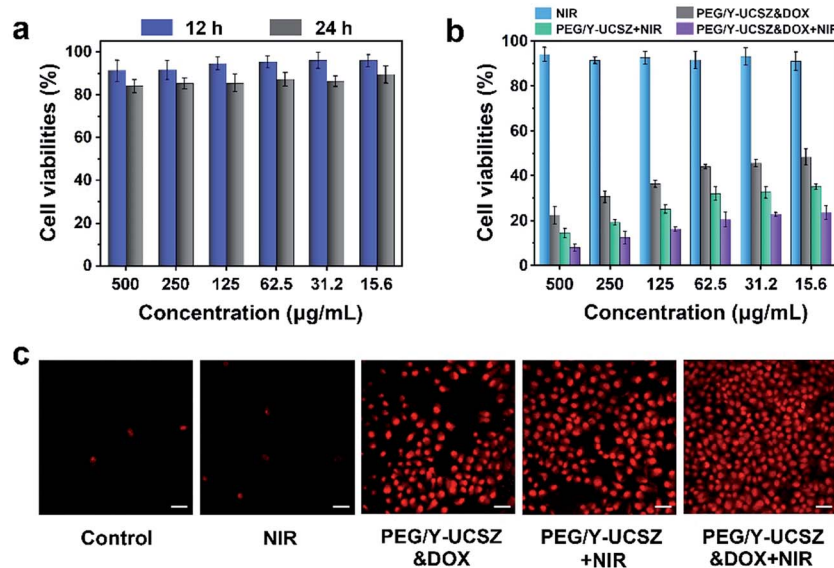 a
12 h
24 h
Cell viabilities (%)
100
80
60
40
20
0
500
250
125
62.5
31.2
15.6
Concentration (µg/mL)
b
NIR
PEG/Y-UCSZ&DOX
PEG/Y-UCSZ+NIR
PEG/Y-UCSZ&DOX+NIR
Cell viabilities (%)
100
80
60
40
20
0
500
250
125
62.5
31.2
15.6
Concentration (µg/mL)
c
Control
NIR
PEG/Y-UCSZ
&DOX
PEG/Y-UCSZ
+NIR
PEG/Y-UCSZ
&DOX+NIR